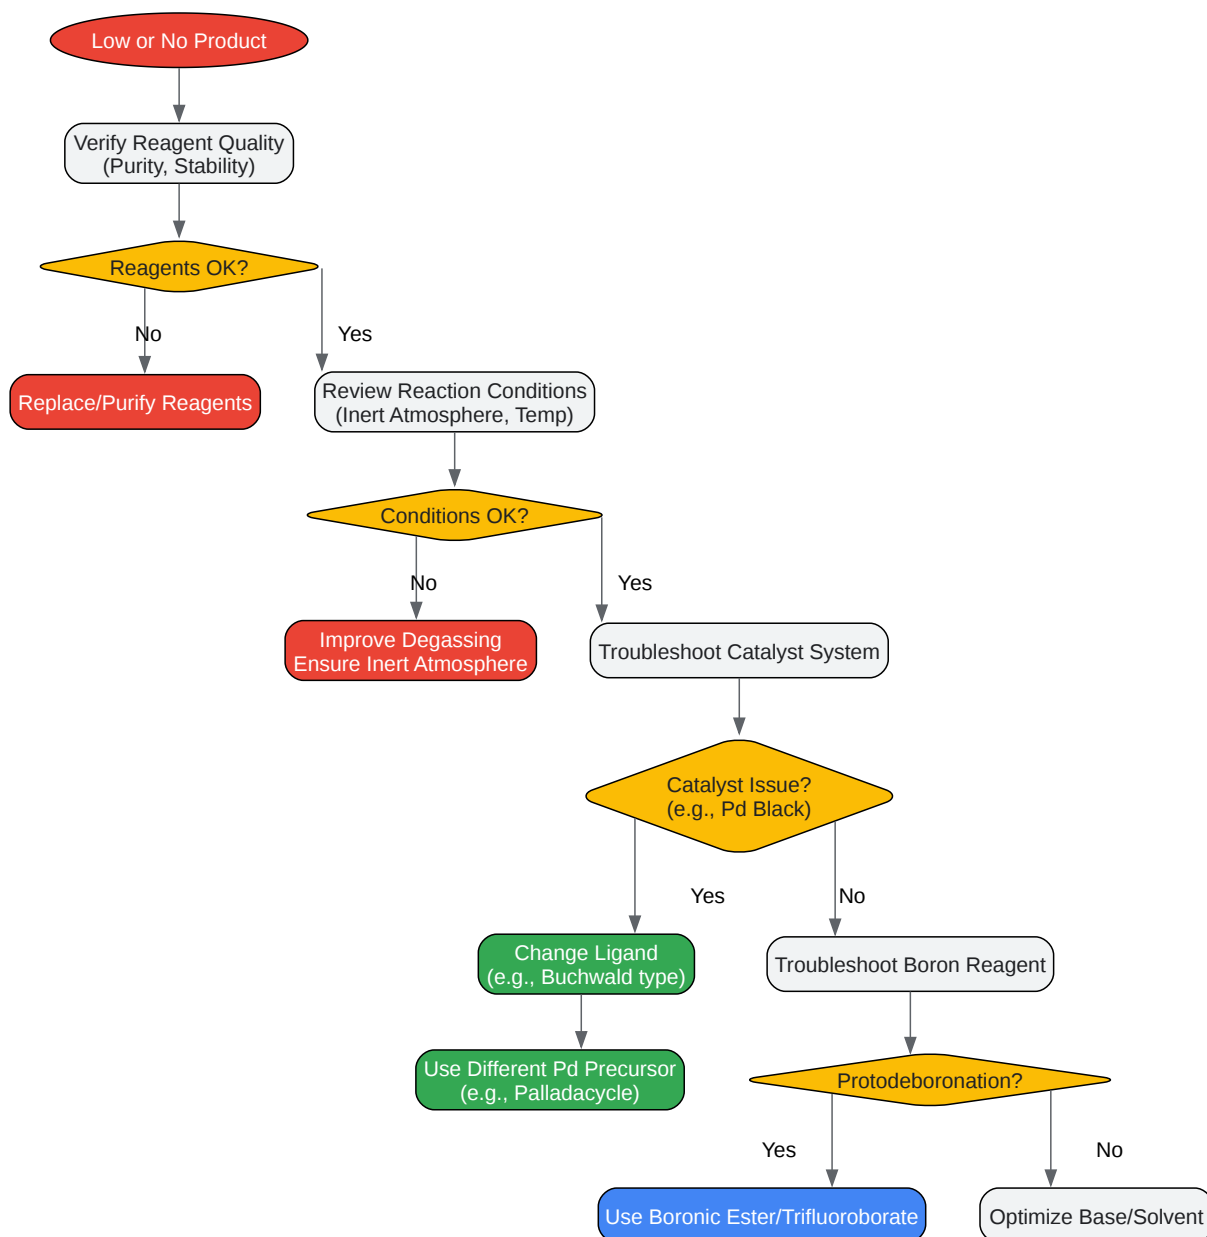 Low or No Product
Verify Reagent Quality
(Purity, Stability)
Reagents OK?
No
Yes
Replace/Purify Reagents
Review Reaction Conditions
(Inert Atmosphere, Temp)
Conditions OK?
No
Yes
Improve Degassing
Ensure Inert Atmosphere
Troubleshoot Catalyst System
Catalyst Issue?
(e.g., Pd Black)
Yes
No
Change Ligand
(e.g., Buchwald type)
Troubleshoot Boron Reagent
Use Different Pd Precursor
(e.g., Palladacycle)
Protodeboronation?
Yes
No
Use Boronic Ester/Trifluoroborate
Optimize Base/Solvent